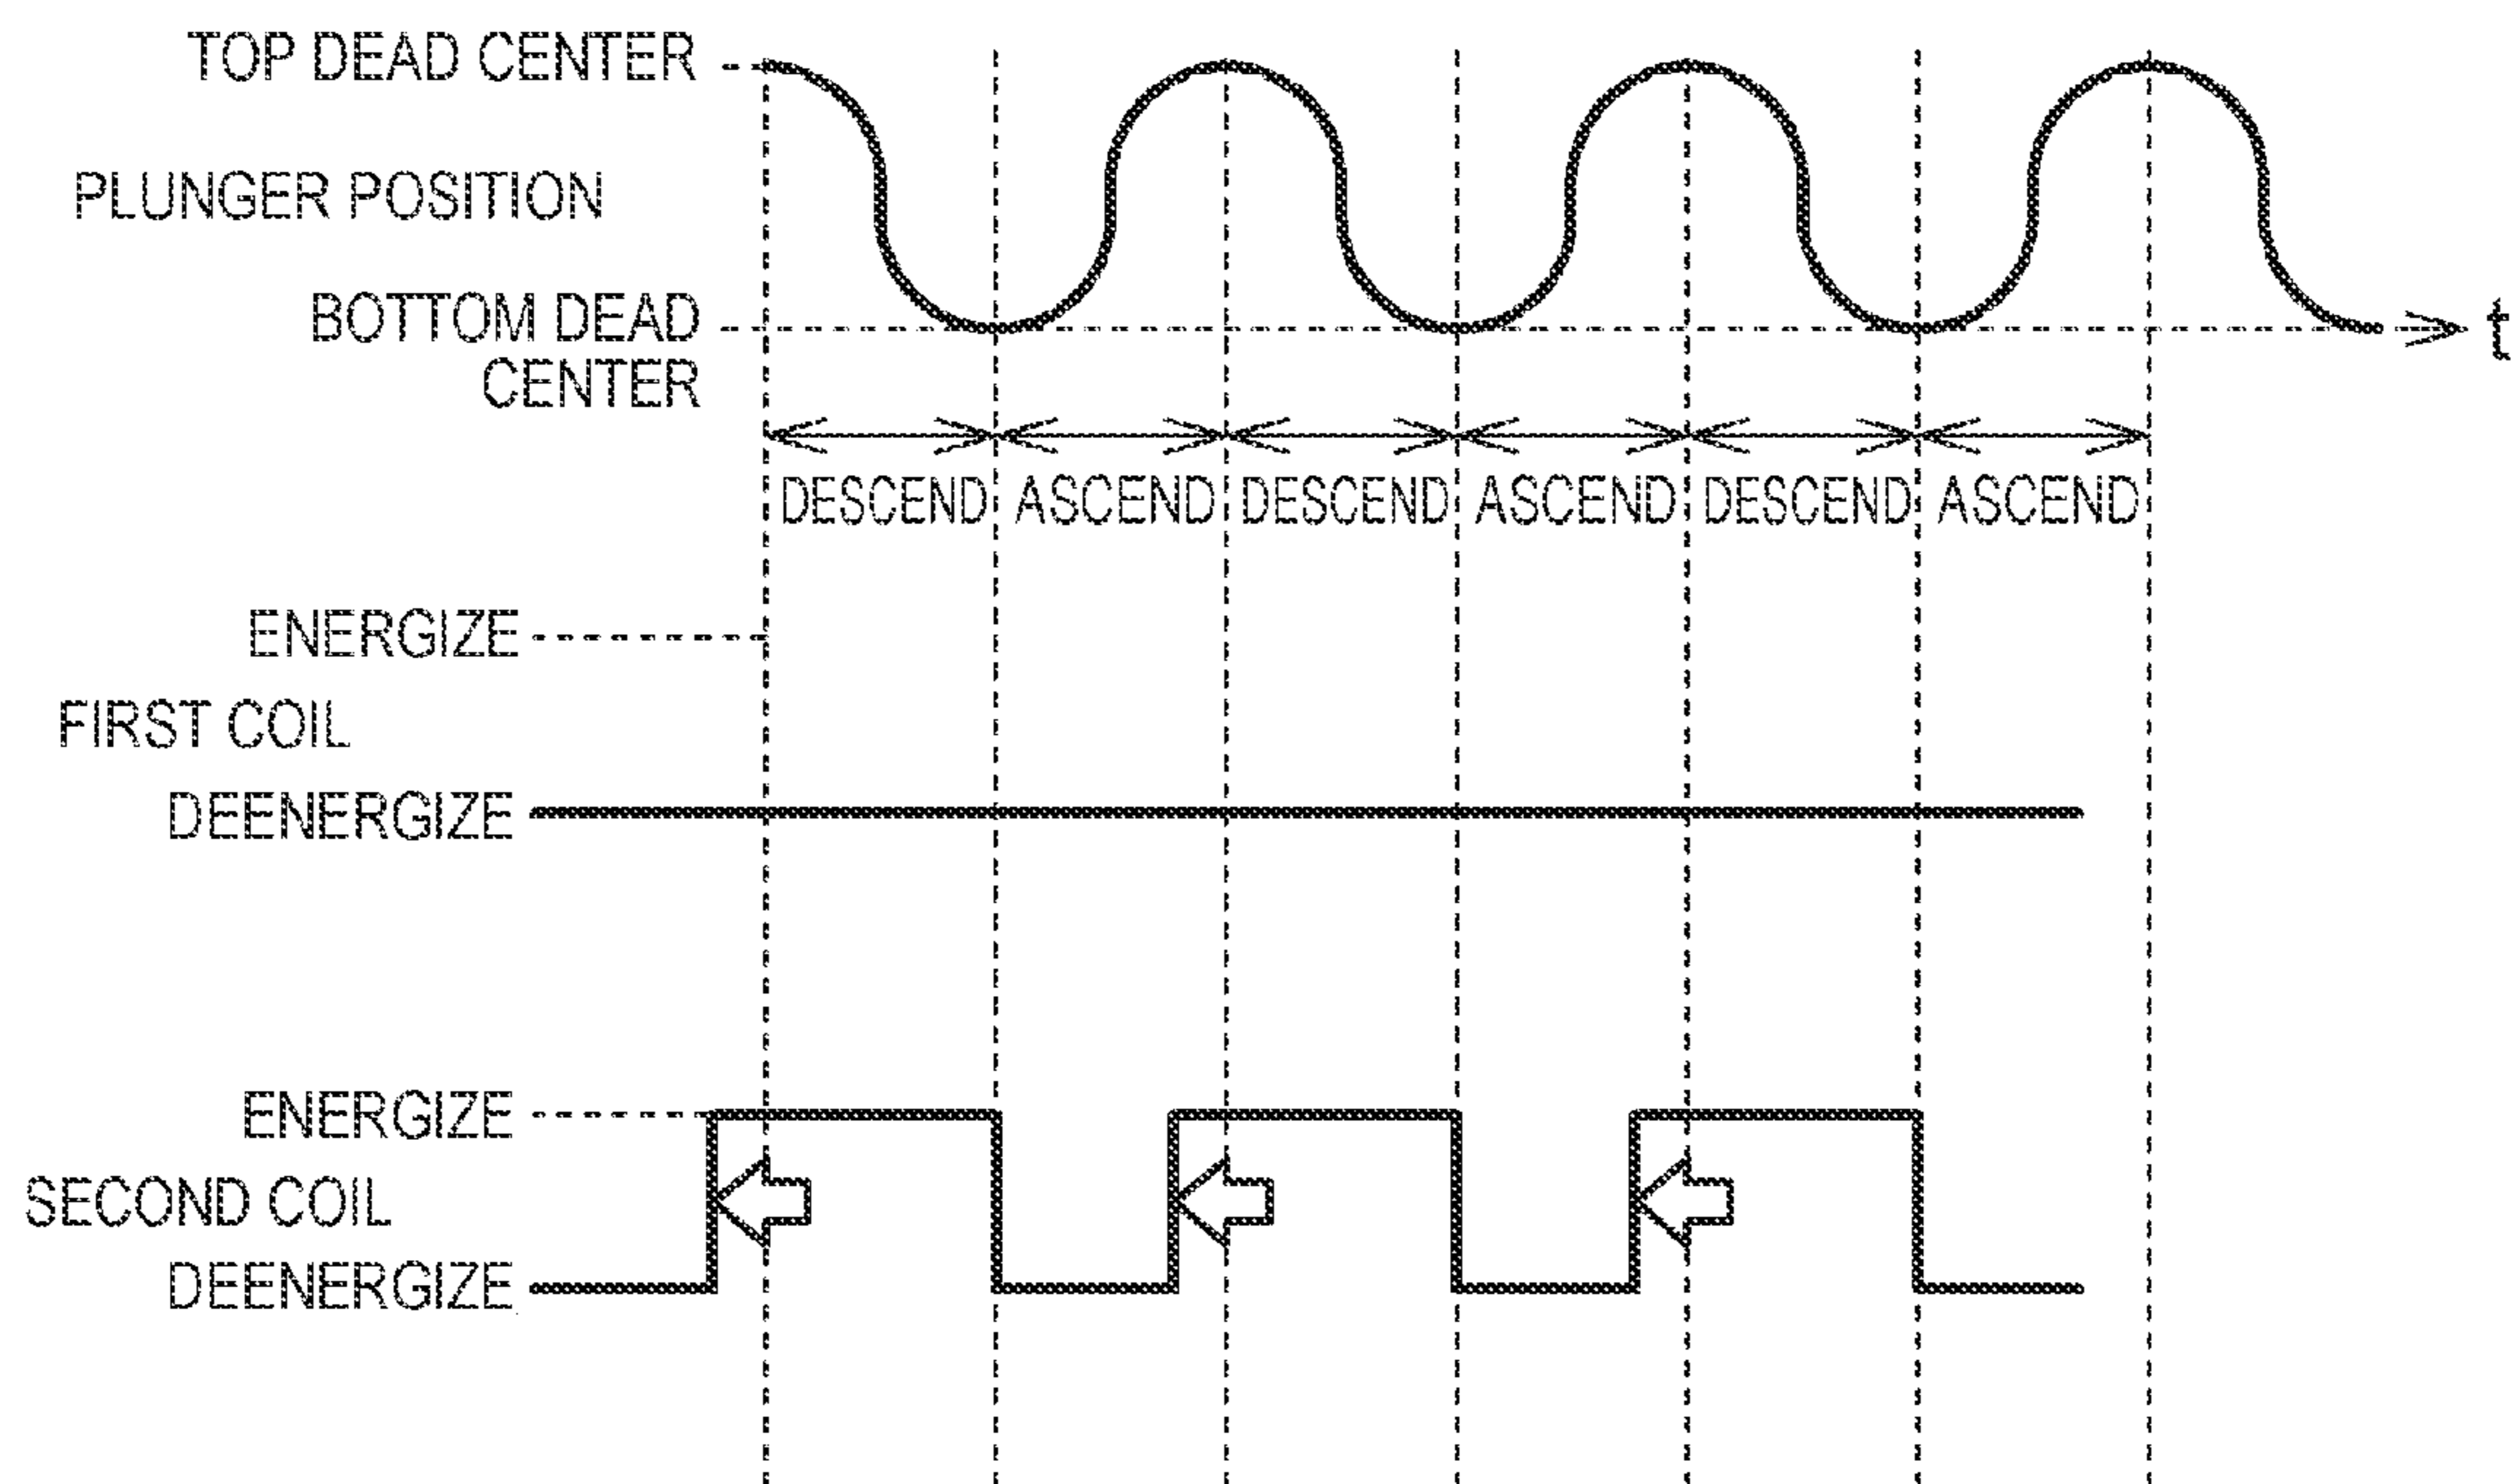 TOP DEAD CENTER
PLUNGER POSITION
BOTTOM DEAD
CENTER
t
DESCEND ASCEND DESCEND ASCEND DESCEND ASCEND
ENERGIZE
FIRST COIL
DEENERGIZE
ENERGIZE
SECOND COIL
DEENERGIZE